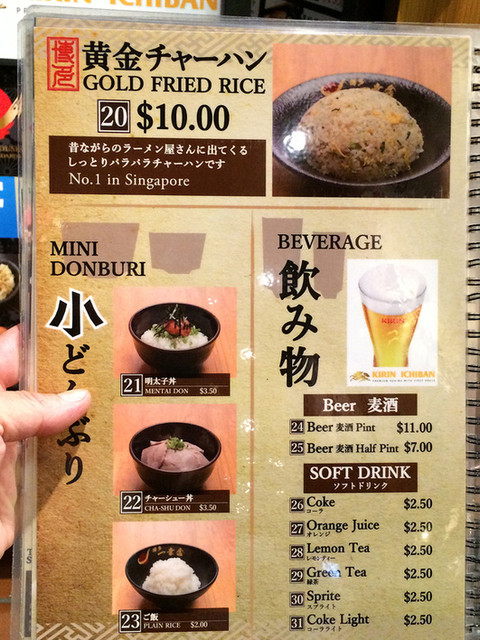 KIRIN ICHIBAN
黄金チャーハン
GOLD FRIED RICE
20 $10.00
昔ながらのラーメン屋さんに出てくる
しっとりパラパラチャーハンです
No.1 in Singapore
MINI
DONBURI
小どんぶり
21 明太子丼
MENTAI DON $3.50
22 チャーシュー丼
CHA-SHU DON $3.50
23 ご飯
PLAIN RICE $2.00
BEVERAGE
飲み物
KIRIN
KIRIN ICHIBAN
Beer 麦酒
24 Beer 麦酒 Pint $11.00
25 Beer 麦酒 Half Pint $7.00
SOFT DRINK
ソフトドリンク
26 Coke $2.50
コーラ
27 Orange Juice $2.50
オレンジ
28 Lemon Tea $2.50
レモンティー
29 Green Tea $2.50
緑茶
30 Sprite $2.50
スプライト
31 Coke Light $2.50
コーラライト